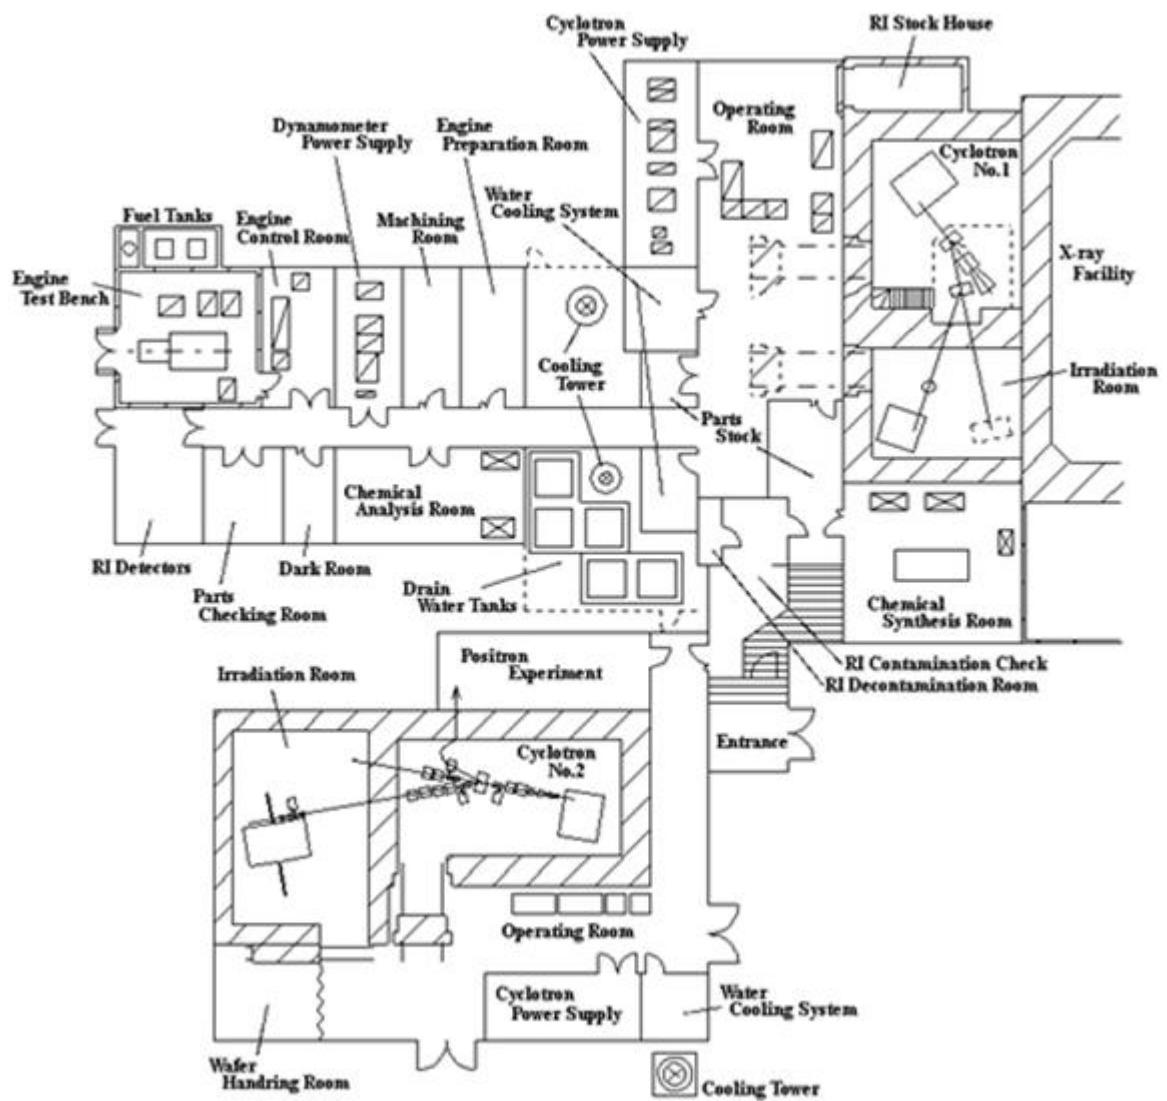 RI Stock House
Cyclotron
Power Supply
Operating
Room
Dynamometer
Power Supply
Engine
Preparation Room
Cyclotron
No.1
Water
Cooling System
Fuel Tanks
Engine
Control Room
Machining
Room
X-ray
Facility
Engine
Test Bench
Cooling
Tower
Irradiation
Room
Parts
Stock
Chemical
Analysis Room
RI Detectors
Dark Room
Parts
Checking Room
Drain
Water Tanks
Chemical
Synthesis Room
Positron
Experiment
RI Contamination Check
RI Decontamination Room
Irradiation Room
Entrance
Cyclotron
No.2
Operating Room
Cyclotron
Power Supply
Water
Cooling System
Wafer
Handring Room
Cooling Tower